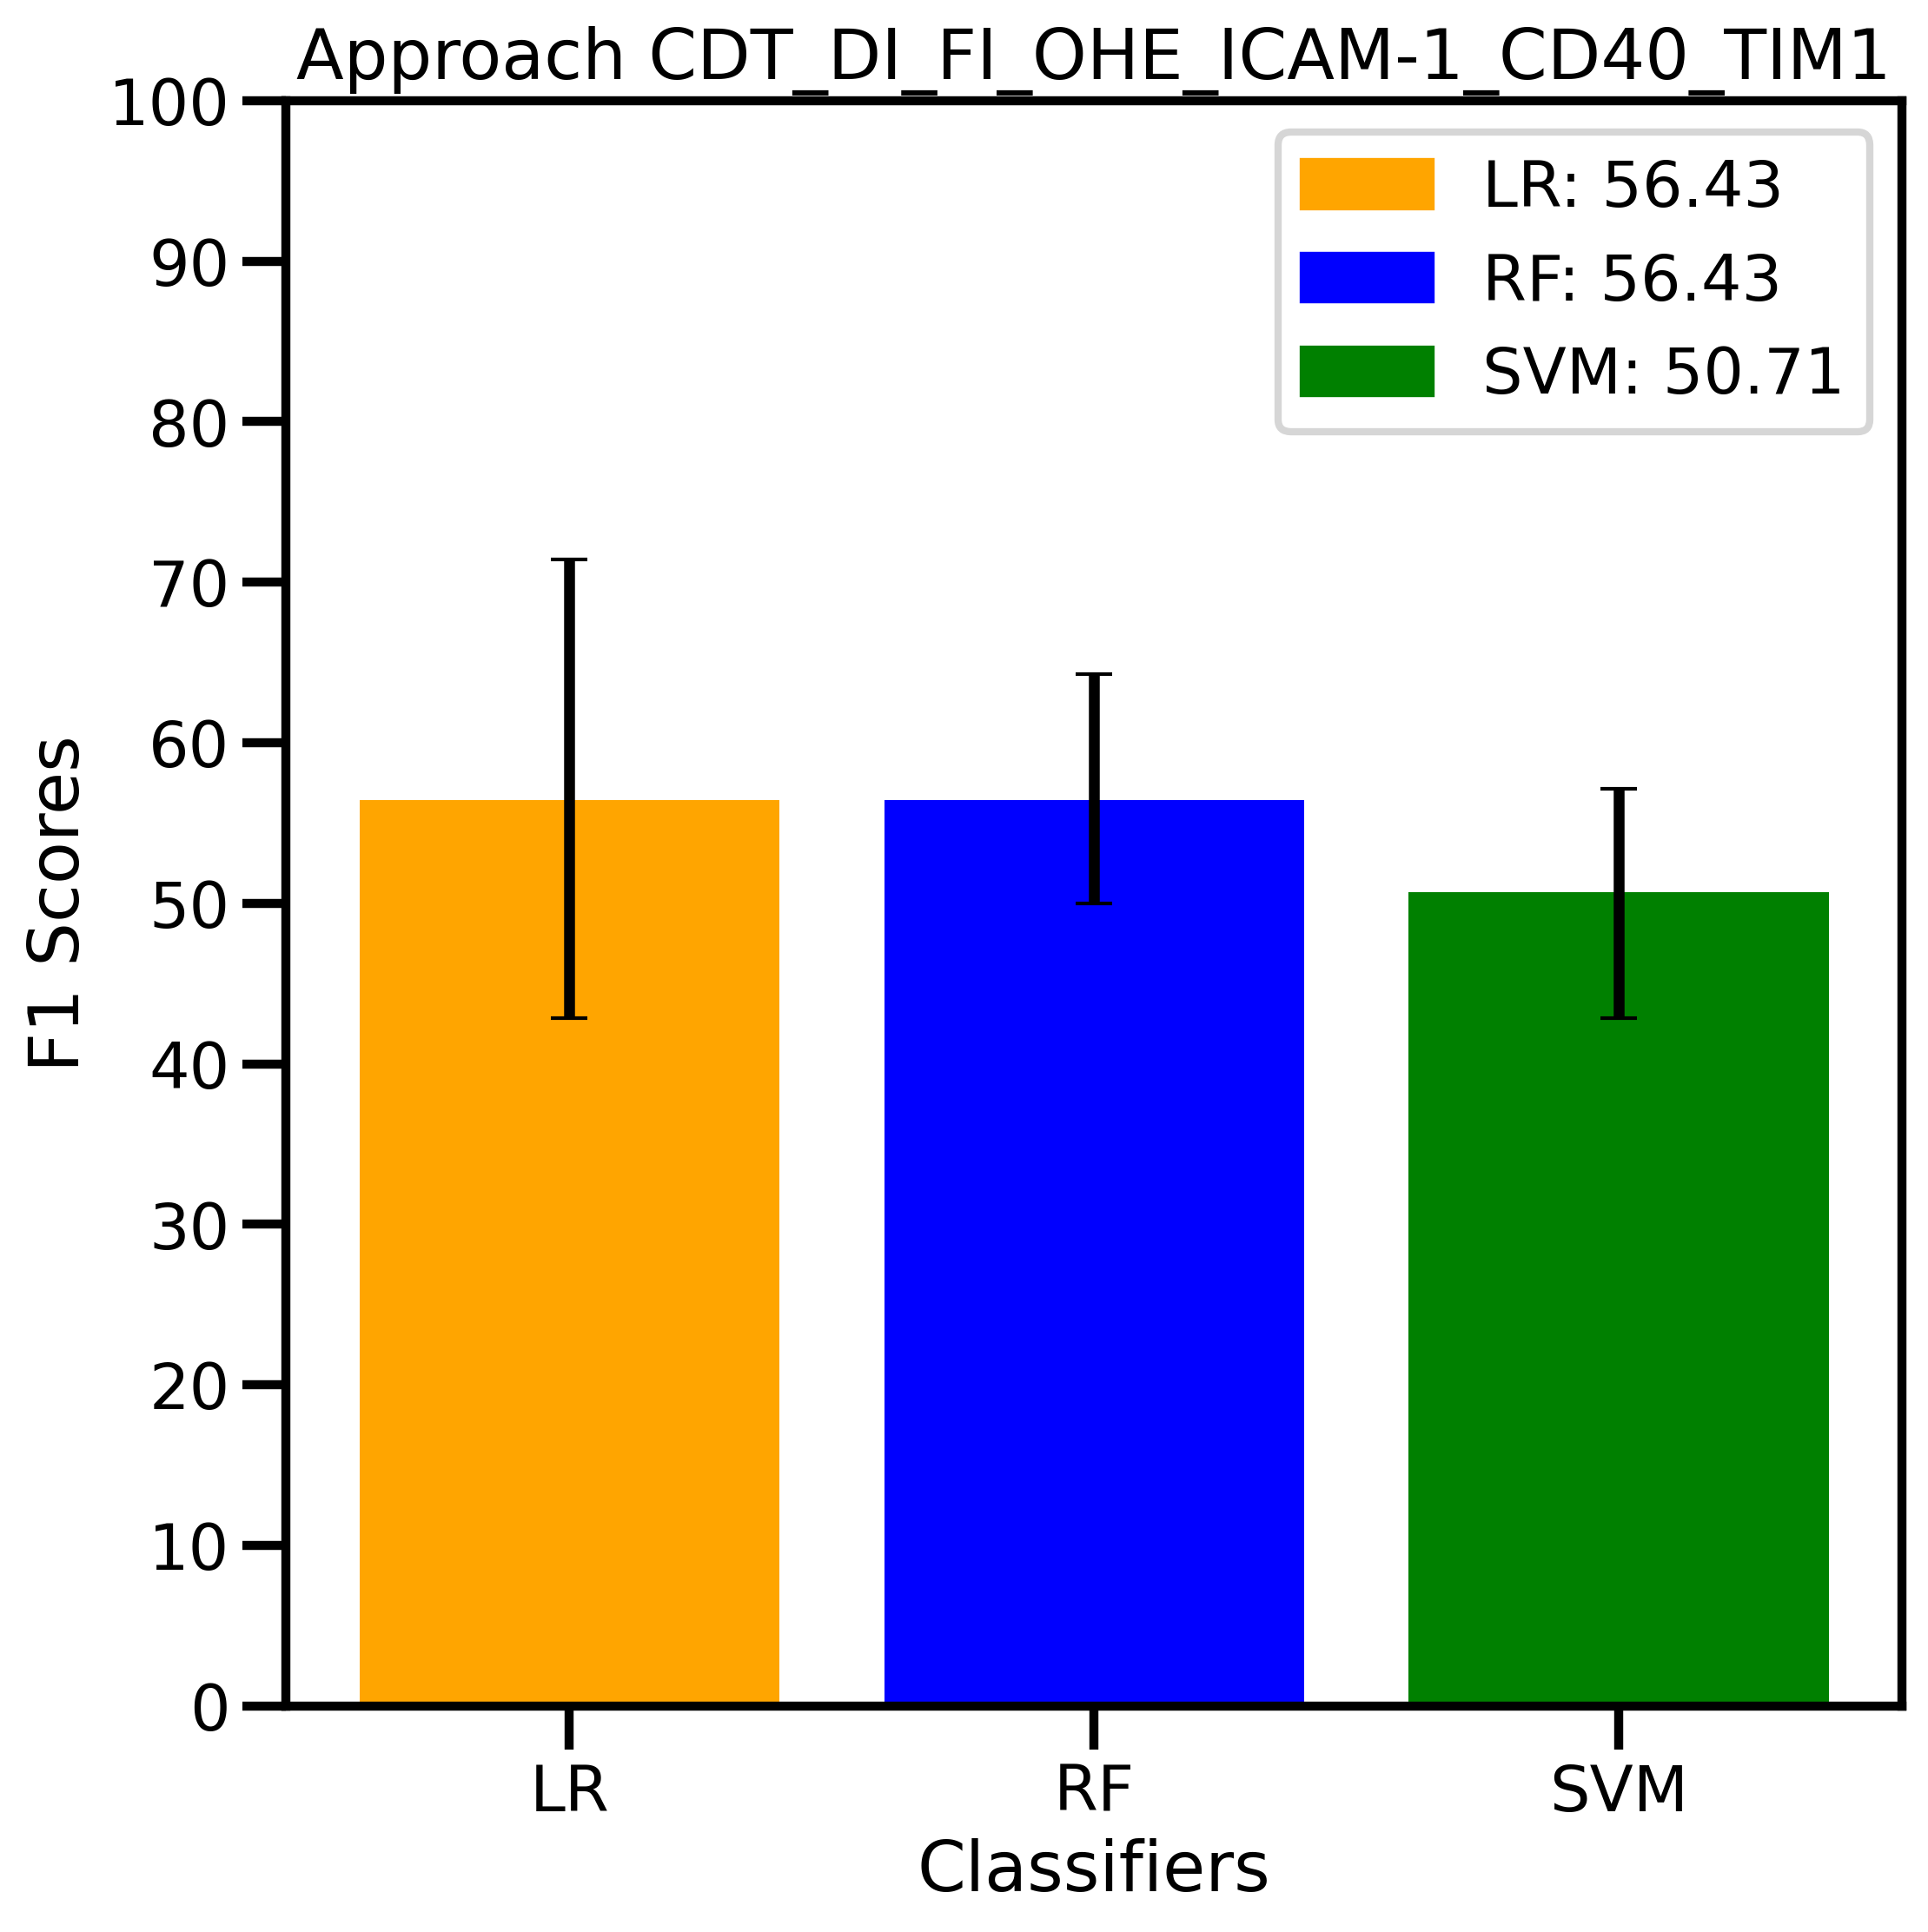 Approach CDT_DI_FI_OHE_ICAM-1_CD40_TIM1
100
90
80
70
60
50
40
30
20
10
0
F1 Scores
LR: 56.43
RF: 56.43
SVM: 50.71
LR
RF
SVM
Classifiers